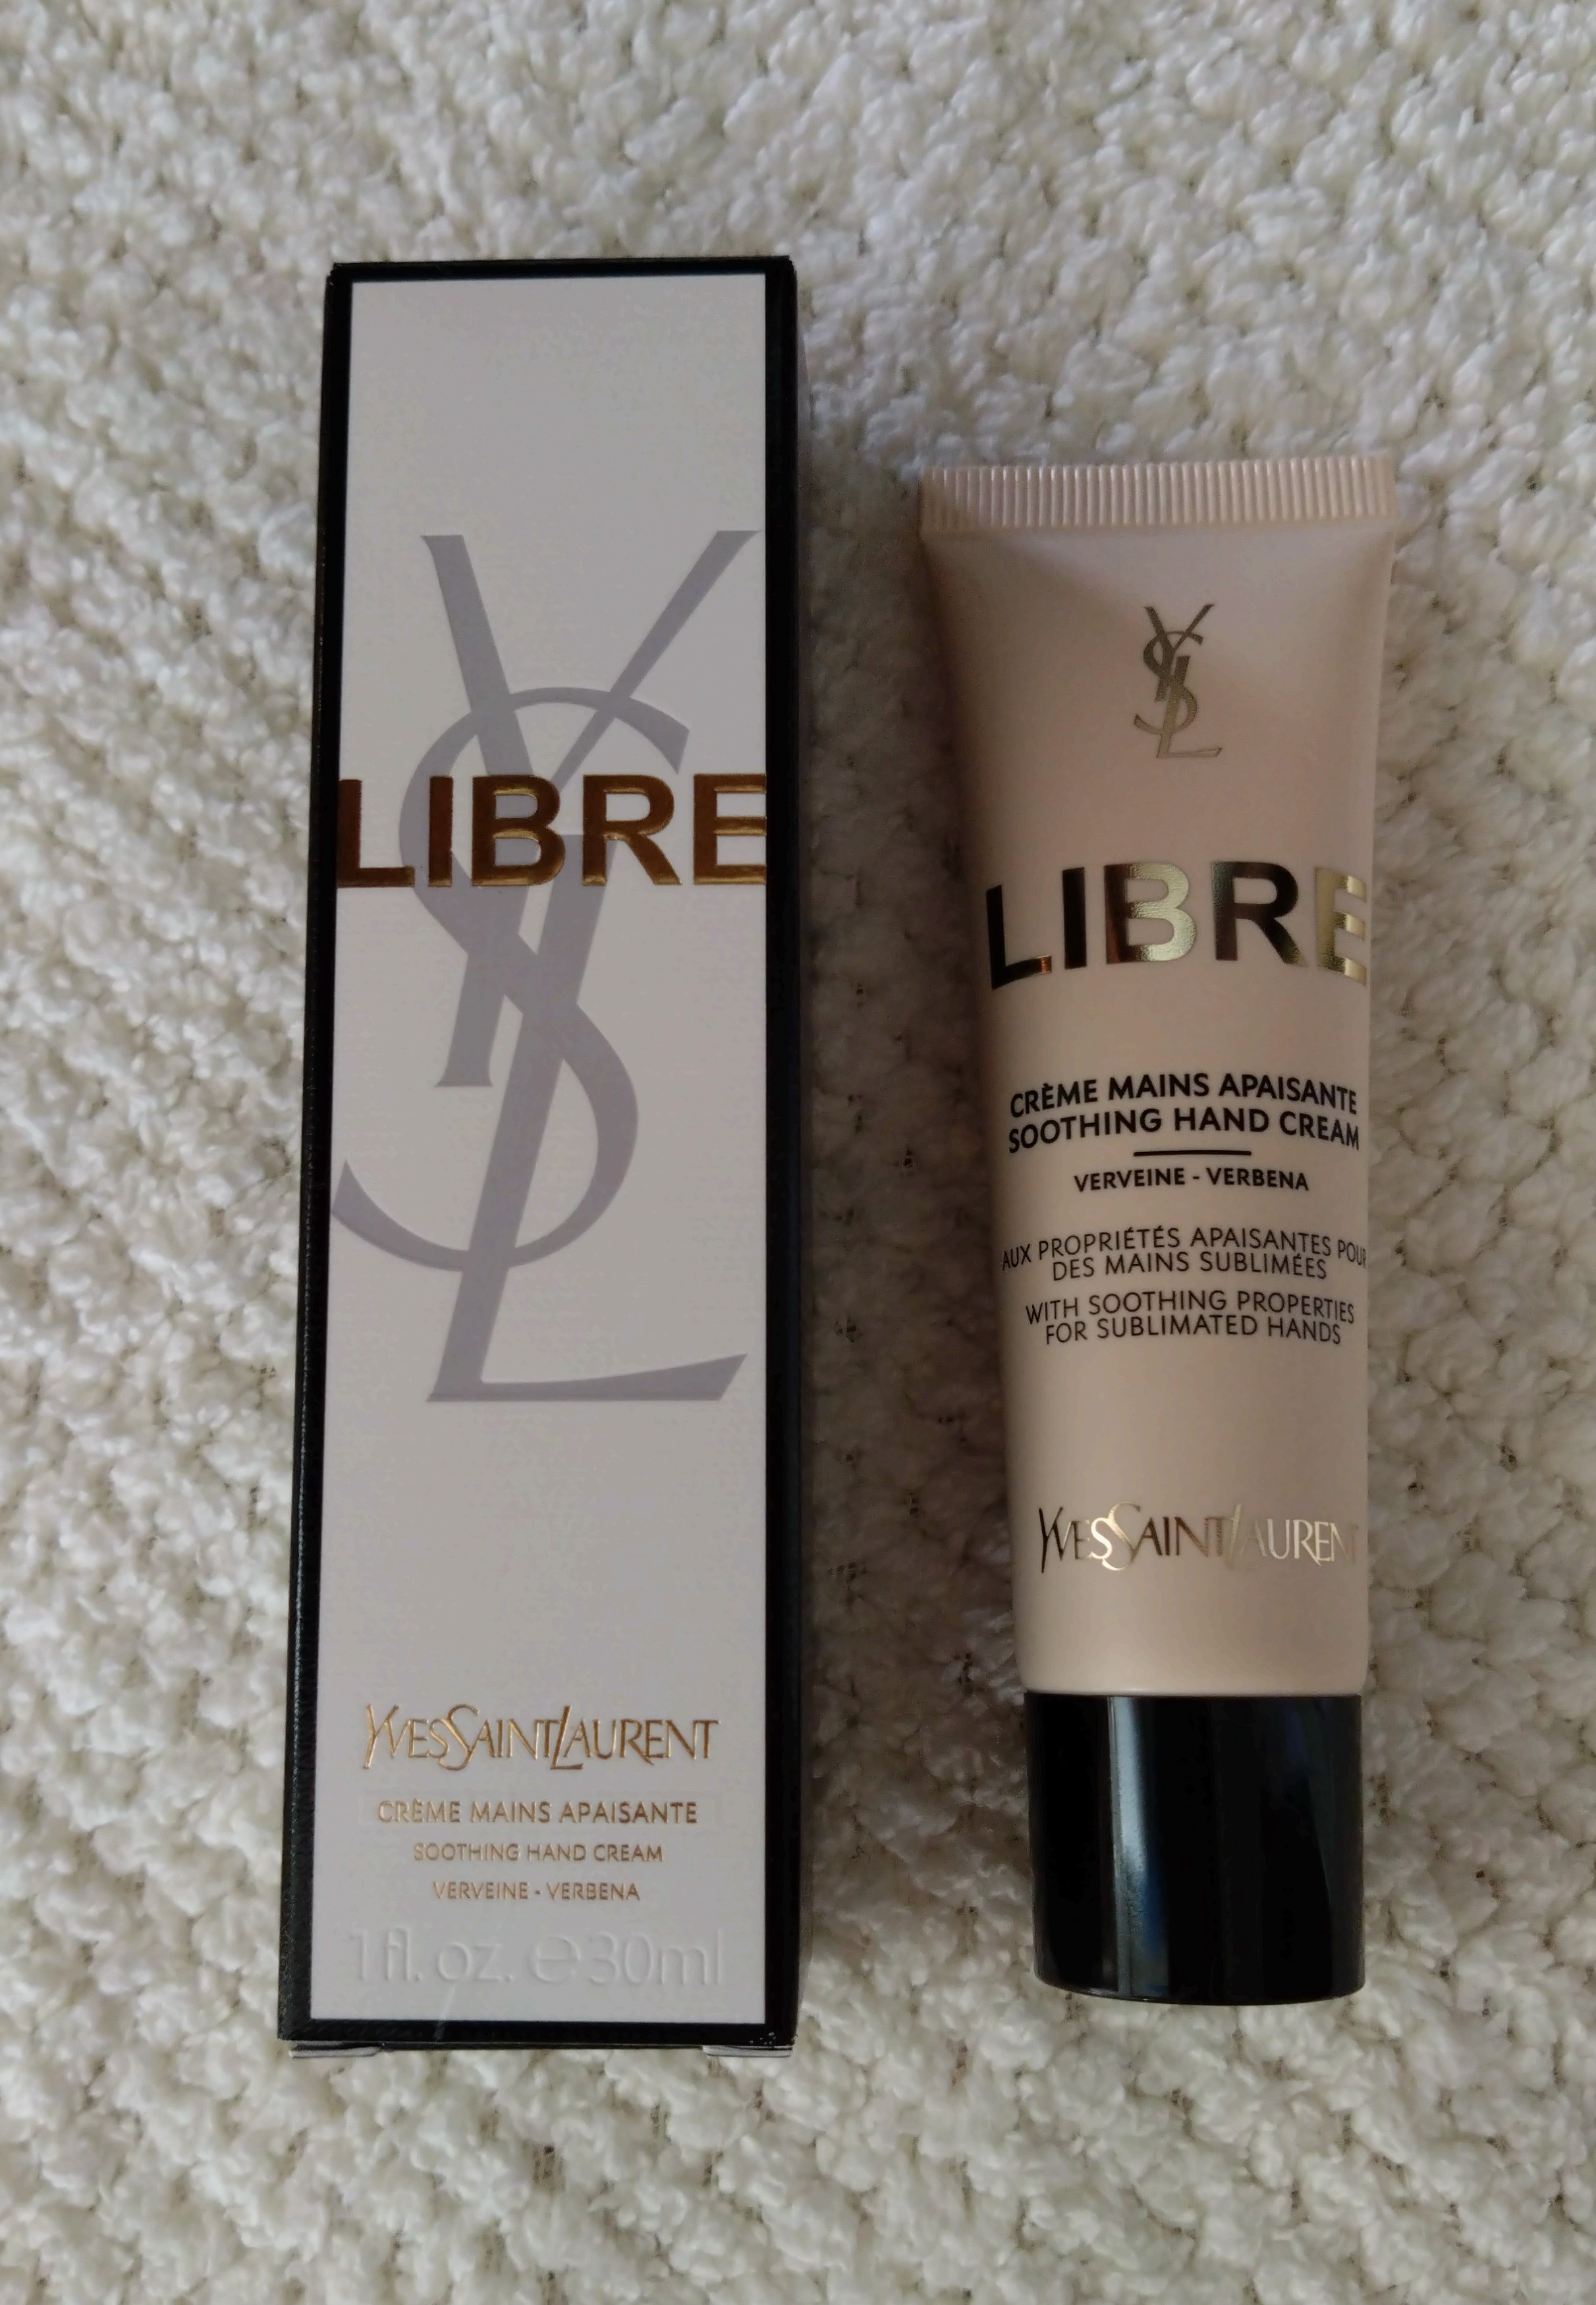 YSL
LIBRE
YVESSAINTLAURENT
CRÈME MAINS APAISANTE
SOOTHING HAND CREAM
VERVEINE - VERBENA
1 fl. oz. e 30ml
YSL
LIBRE
CRÈME MAINS APAISANTE
SOOTHING HAND CREAM
VERVEINE - VERBENA
AUX PROPRIÉTÉS APAISANTES POUR
DES MAINS SUBLIMÉES
WITH SOOTHING PROPERTIES
FOR SUBLIMATED HANDS
YVESSAINTLAURENT